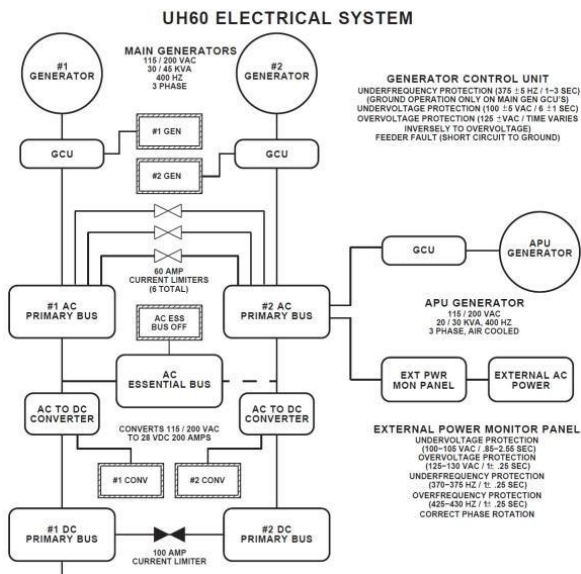 UH60 ELECTRICAL SYSTEM
#1
GENERATOR
MAIN GENERATORS
115 / 200 VAC
30 / 45 KVA
400 HZ
3 PHASE
#2
GENERATOR
GENERATOR CONTROL UNIT
UNDERFREQUENCY PROTECTION (375 ±5 HZ / 1-3 SEC)
(GROUND OPERATION ONLY ON MAIN GEN GCU'S)
UNDERVOLTAGE PROTECTION (100 ±5 VAC / 6 ±1 SEC)
OVERVOLTAGE PROTECTION (125 ±VAC / TIME VARIES
INVERSELY TO OVERVOLTAGE)
FEEDER FAULT (SHORT CIRCUIT TO GROUND)
GCU
#1 GEN
#2 GEN
GCU
60 AMP
CURRENT LIMITERS
(6 TOTAL)
GCU
APU
GENERATOR
#1 AC
PRIMARY BUS
AC ESS
BUS OFF
#2 AC
PRIMARY BUS
APU GENERATOR
115 / 200 VAC
20 / 30 KVA, 400 HZ
3 PHASE, AIR COOLED
AC
ESSENTIAL BUS
EXT PWR
MON PANEL
EXTERNAL AC
POWER
AC TO DC
CONVERTER
CONVERTS 115 / 200 VAC
TO 28 VDC 200 AMPS
AC TO DC
CONVERTER
#1 CONV
#2 CONV
EXTERNAL POWER MONITOR PANEL
UNDERVOLTAGE PROTECTION
(100-105 VAC / .85-2.55 SEC)
OVERVOLTAGE PROTECTION
(125-130 VAC / 1± .25 SEC)
UNDERFREQUENCY PROTECTION
(370-375 HZ / 1± .25 SEC)
OVERFREQUENCY PROTECTION
(425-430 HZ / 1± .25 SEC)
CORRECT PHASE ROTATION
#1 DC
PRIMARY BUS
100 AMP
CURRENT LIMITER
#2 DC
PRIMARY BUS